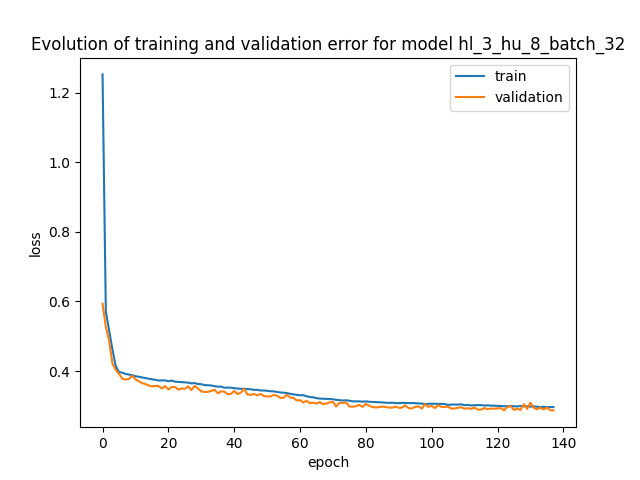 Evolution of training and validation error for model hl_3_hu_8_batch_32
train
validation
1.2
1.0
0.8
0.6
0.4
loss
0 20 40 60 80 100 120 140
epoch